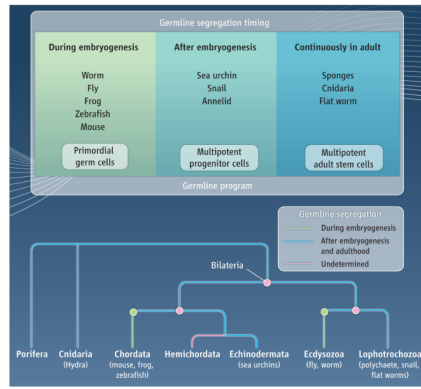 Germline segregation timing
During embryogenesis
Worm
Fly
Frog
Zebrafish
Mouse
Primordial
germ cells
After embryogenesis
Sea urchin
Snail
Annelid
Multipotent
progenitor cells
Continuously in adult
Sponges
Cnidaria
Flat worm
Multipotent
adult stem cells
Germline program
Germline segregation
During embryogenesis
After embryogenesis
and adulthood
Undetermined
Bilateria
Porifera
Cnidaria
(Hydra)
Chordata
(mouse, frog,
zebrafish)
Hemichordata
Echinodermata
(sea urchins)
Ecdysozoa
(fly, worm)
Lophotrochozoa
(polychaete, snail,
flat worms)